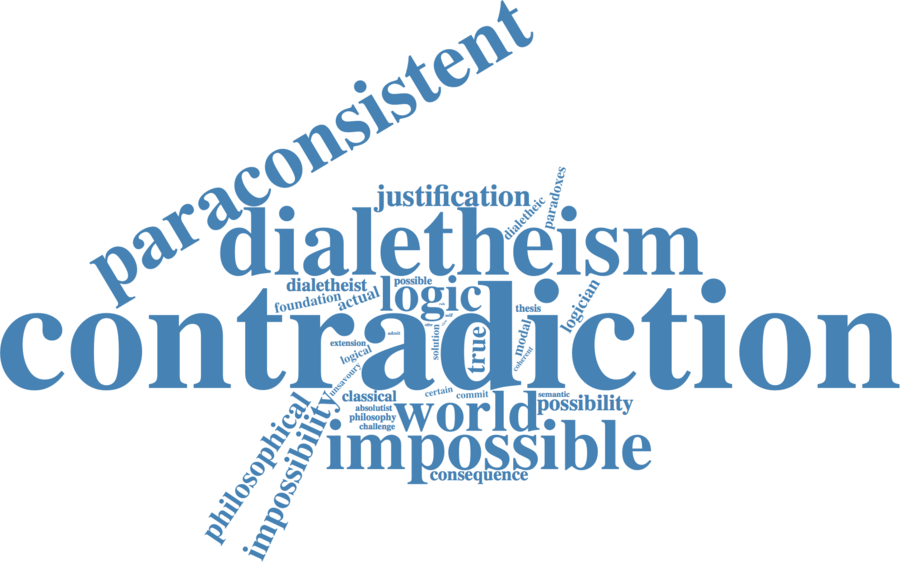 paraconsistent
justification
dialetheic
paradoxes
dialetheism
dialetheist
possible
foundation
actual
logic
thesis
logician
contradiction
extension
logical
unsavoury
solution
true
modal
coherent
admit
classical
certain
commit
semantic
absolutist
philosophy
challenge
world
possibility
philosophical
impossibility
impossible
consequence